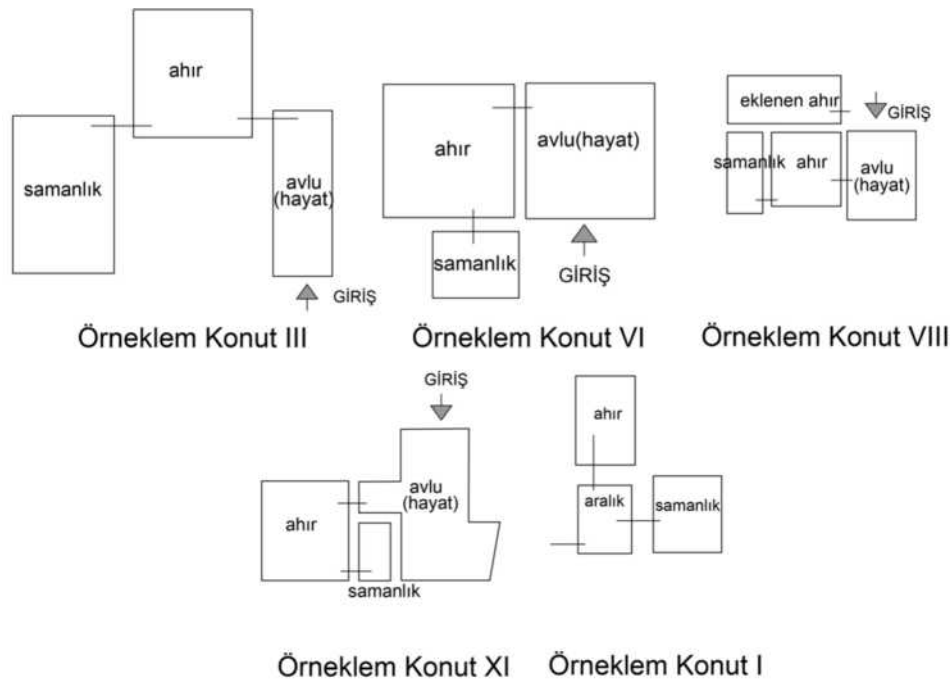 ahır
samanlık
avlu
(hayat)
GİRİŞ
Örneklem Konut III
ahır
avlu(hayat)
samanlık
GİRİŞ
Örneklem Konut VI
eklenen ahır
GİRİŞ
samanlık
ahır
avlu
(hayat)
Örneklem Konut VIII
GİRİŞ
avlu
(hayat)
ahır
samanlık
Örneklem Konut XI
ahır
aralık
samanlık
Örneklem Konut I